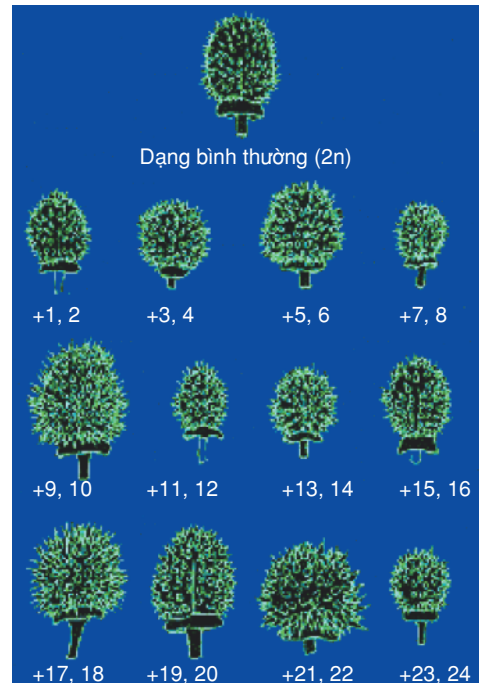 Dạng bình thường (2n)
+1, 2 +3, 4 +5, 6 +7, 8
+9, 10 +11, 12 +13, 14 +15, 16
+17, 18 +19, 20 +21, 22 +23, 24